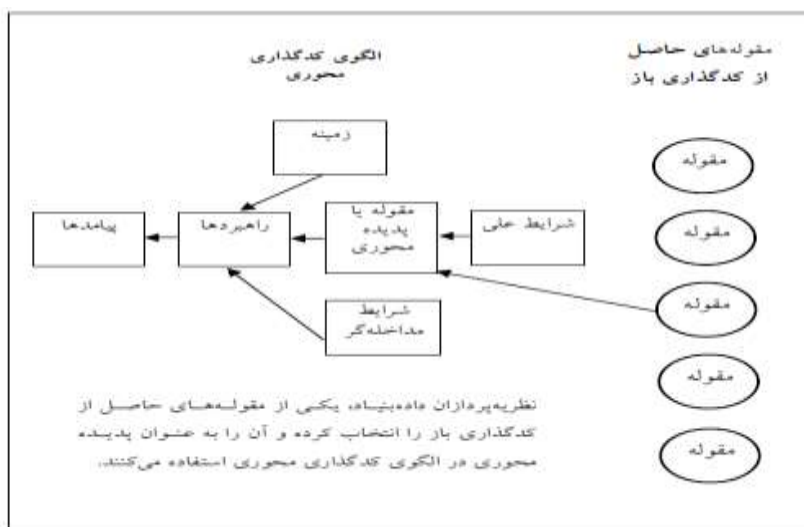 مقوله‌های حاصل
از کدگذاری باز
الگوی کدگذاری
محوری
زمینه
مقوله
مقوله یا
پدیده
محوری
شرایط علی
راهبردها
پیامدها
مقوله
مقوله
شرایط
مداخله‌گر
مقوله
نظریه‌پردازان داده‌بنیاد، یکی از مقوله‌های حاصل از
کدگذاری باز را انتخاب کرده و آن را به عنوان پدیده
محوری در الگوی کدگذاری محوری استفاده می‌کنند.
مقوله